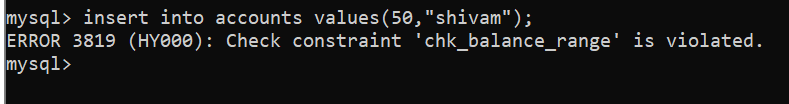 mysql> insert into accounts values(50,"shivam");
ERROR 3819 (HY000): Check constraint 'chk_balance_range' is violated.
mysql>